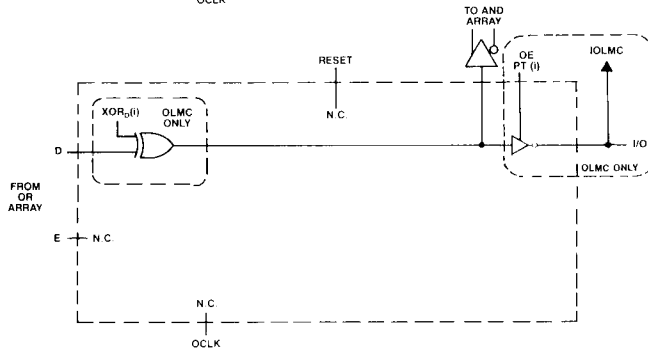 OCLK
TO AND
ARRAY
RESET
OE
PT (i)
IOLMC
XOR_D(i)
OLMC
ONLY
N.C.
D
I/O
OLMC ONLY
FROM
OR
ARRAY
E
N.C.
N.C.
OCLK